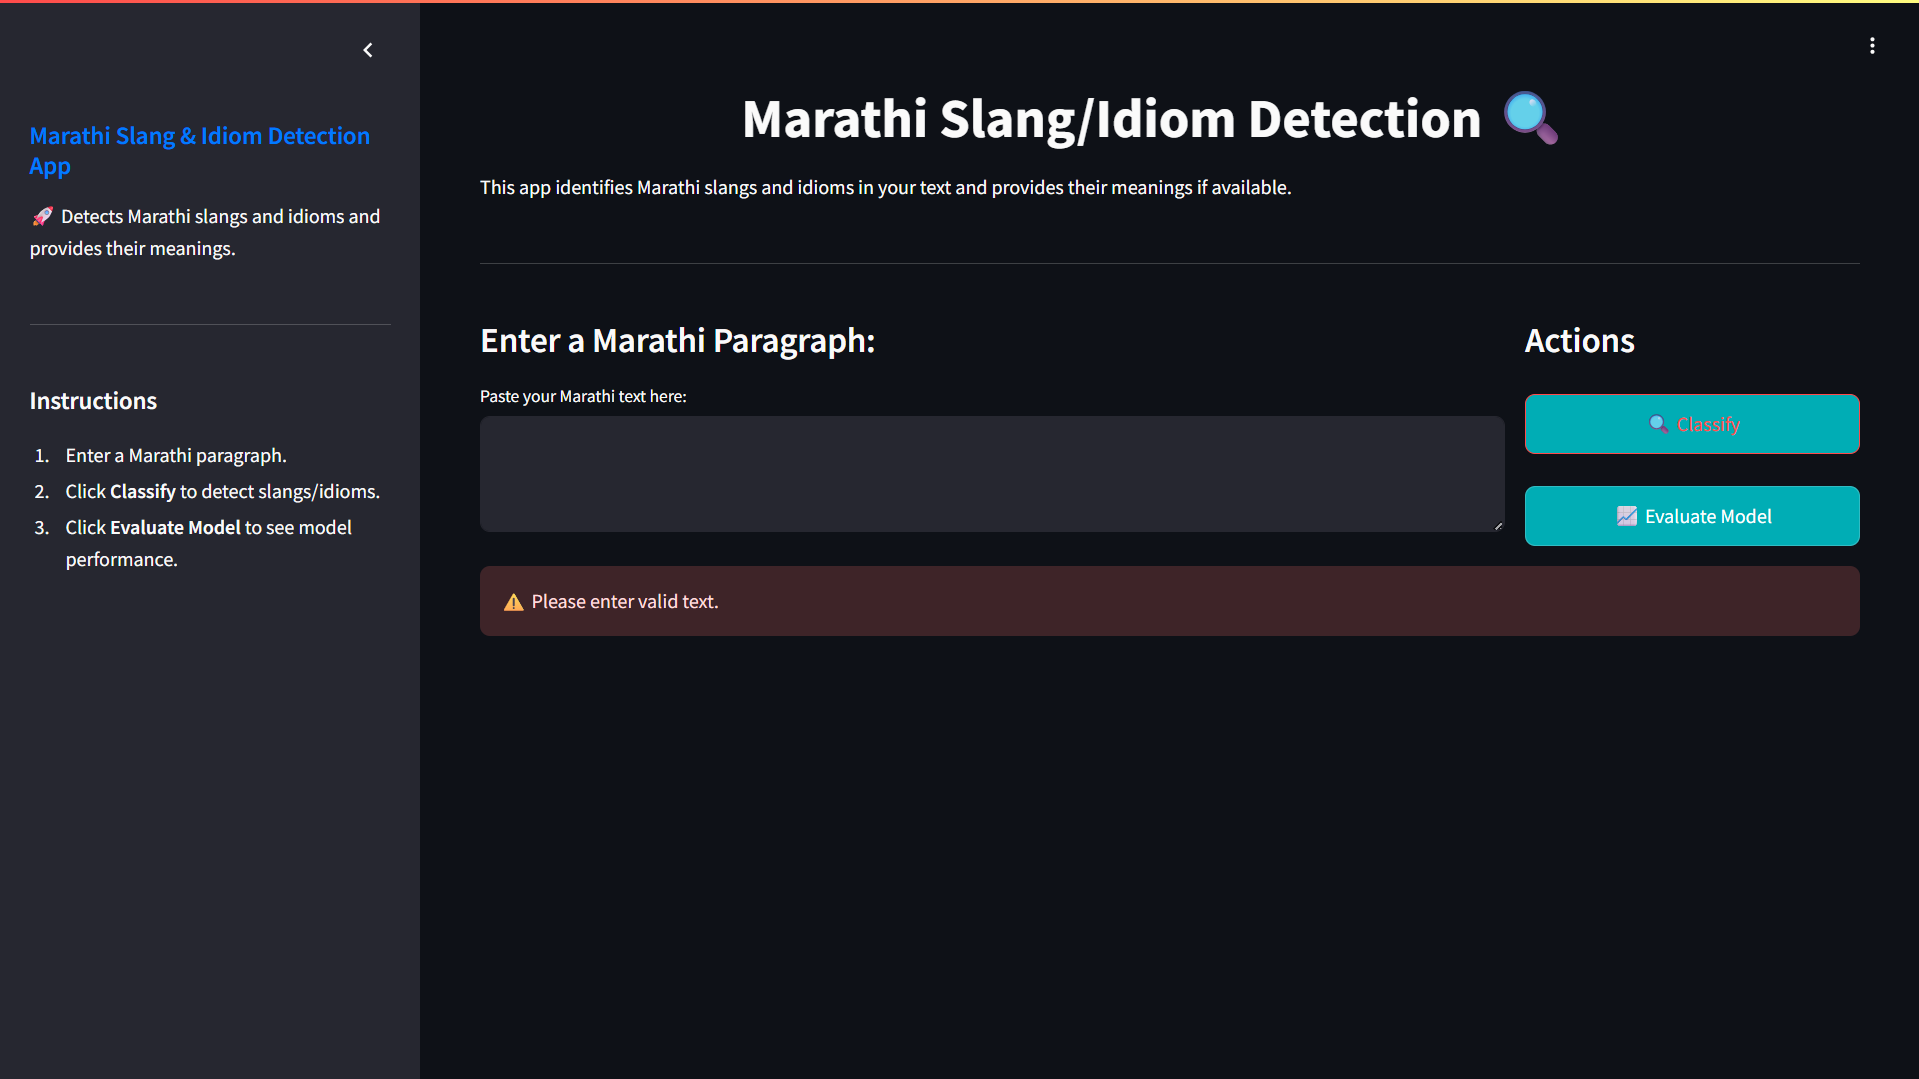 Marathi Slang & Idiom Detection
App
🚀 Detects Marathi slangs and idioms and
provides their meanings.
Instructions
1. Enter a Marathi paragraph.
2. Click Classify to detect slangs/idioms.
3. Click Evaluate Model to see model
performance.
Marathi Slang/Idiom Detection 🔍
This app identifies Marathi slangs and idioms in your text and provides their meanings if available.
Enter a Marathi Paragraph:
Paste your Marathi text here:
Actions
🔍 Classify
📈 Evaluate Model
⚠️ Please enter valid text.